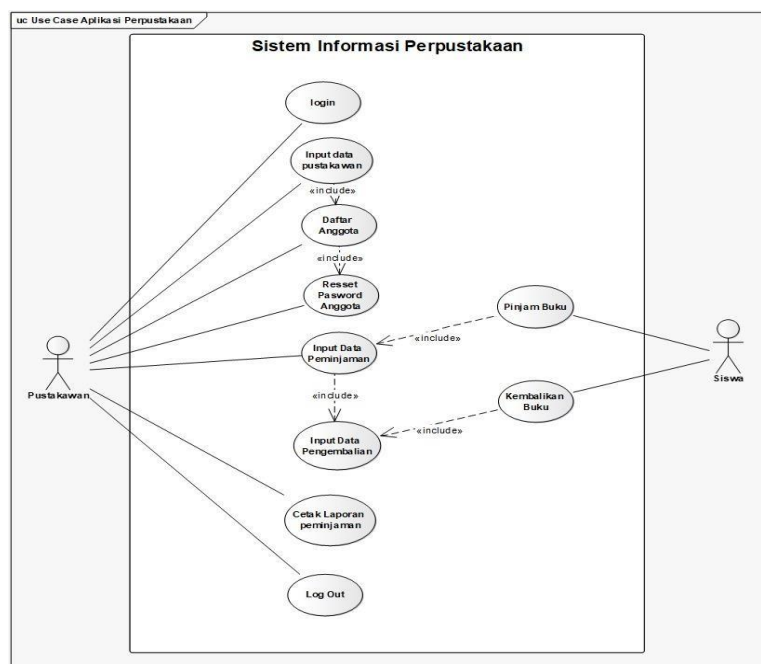 uc Use Case Aplikasi Perpustakaan
Sistem Informasi Perpustakaan
login
Input data
pustakawan
«include»
Daftar
Anggota
«include»
Resset
Pasword
Anggota
Pinjam Buku
«include»
Input Data
Peminjaman
Pustakawan
Siswa
«include»
Kembalikan
Buku
«include»
Input Data
Pengembalian
Cetak Laporan
peminjaman
Log Out